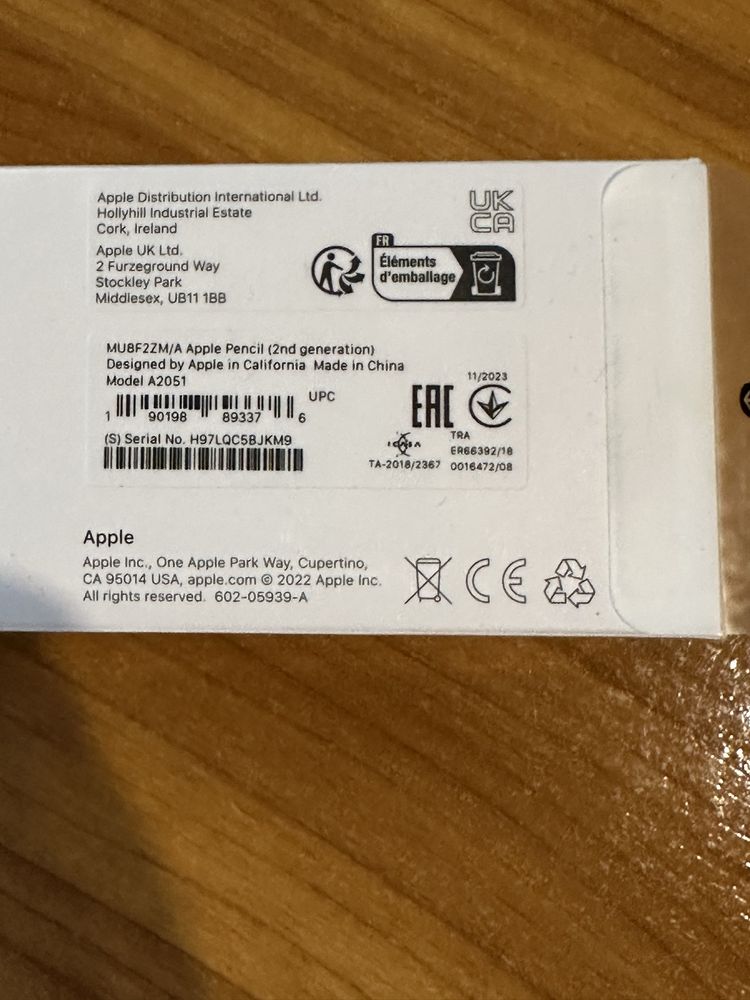 Apple Distribution International Ltd.
Hollyhill Industrial Estate
Cork, Ireland
Apple UK Ltd.
2 Furzeground Way
Stockley Park
Middlesex, UB11 1BB
UK
CA
FR
Éléments
d'emballage
MU8F2ZM/A Apple Pencil (2nd generation)
Designed by Apple in California Made in China
Model A2051
UPC
1 90198 89337 6
(S) Serial No. H97LQC5BJKM9
11/2023
EAC
ICASA
TA-2018/2367
TRA
ER66392/18
0016472/08
Apple
Apple Inc., One Apple Park Way, Cupertino,
CA 95014 USA, apple.com © 2022 Apple Inc.
All rights reserved. 602-05939-A
CE